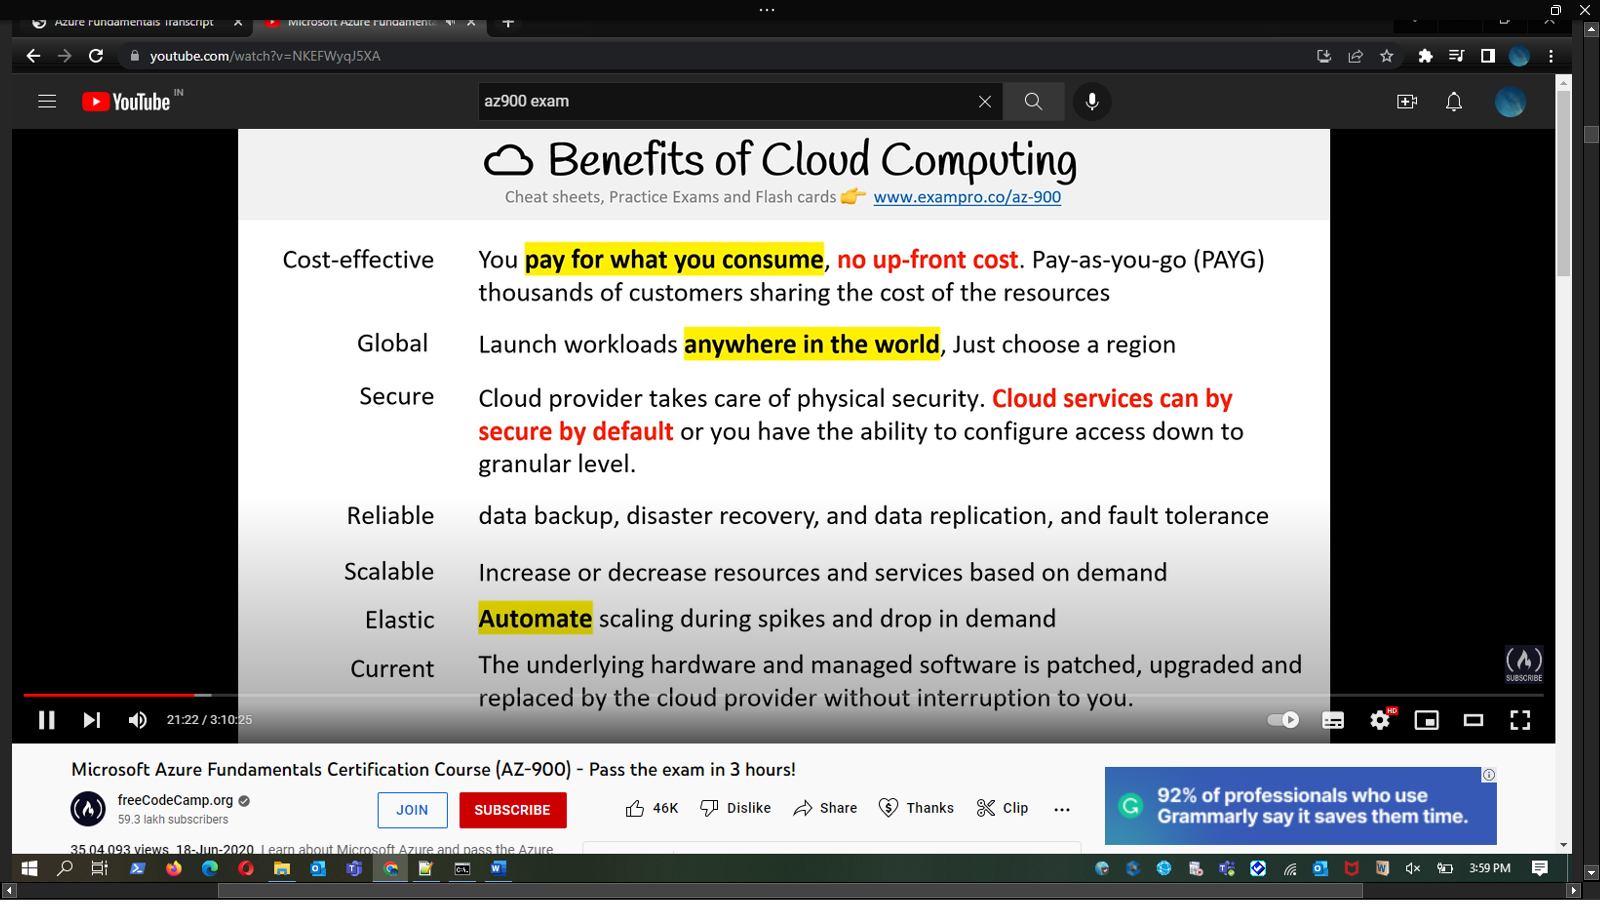 Azure Fundamentals Transcript
Microsoft Azure Fundament
youtube.com/watch?v=NKEFWyqJ5XA
YouTube IN
az900 exam
Benefits of Cloud Computing
Cheat sheets, Practice Exams and Flash cards 👉 www.exampro.co/az-900
Cost-effective You pay for what you consume, no up-front cost. Pay-as-you-go (PAYG)
thousands of customers sharing the cost of the resources
Global Launch workloads anywhere in the world, Just choose a region
Secure Cloud provider takes care of physical security. Cloud services can by
secure by default or you have the ability to configure access down to
granular level.
Reliable data backup, disaster recovery, and data replication, and fault tolerance
Scalable Increase or decrease resources and services based on demand
Elastic Automate scaling during spikes and drop in demand
Current The underlying hardware and managed software is patched, upgraded and
replaced by the cloud provider without interruption to you.
SUBSCRIBE
21:22 / 3:10:25
HD
Microsoft Azure Fundamentals Certification Course (AZ-900) - Pass the exam in 3 hours!
freeCodeCamp.org
59.3 lakh subscribers
JOIN
SUBSCRIBE
46K
Dislike
Share
Thanks
Clip
92% of professionals who use
Grammarly say it saves them time.
35,04,093 views 18-Jun-2020 Learn about Microsoft Azure and pass the Azure
3:59 PM